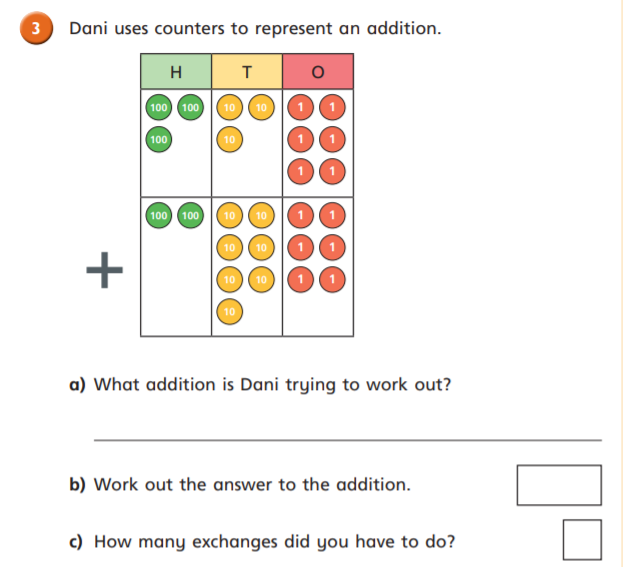 3 Dani uses counters to represent an addition.
H T O
100 100 10 10 1 1
100 10 1 1
1 1
100 100 10 10 1 1
10 10 1 1
+
10 10 1 1
10
a) What addition is Dani trying to work out?
b) Work out the answer to the addition.
c) How many exchanges did you have to do?